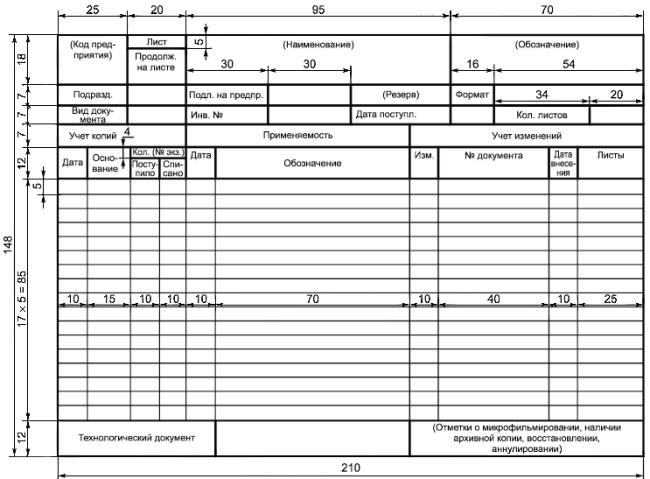 25 20 95 70
(Код пред-
приятия)
Лист
Продолж.
на листе
5
(Наименование)
(Обозначение)
18
30 30 16 54
7
Подразд.
Подл. на предпр.
(Резерв)
Формат
34 20
7
Вид доку-
мента
Инв. №
Дата поступл.
Кол. листов
7
Учет копий
4
Применяемость
Учет изменений
12
Дата
Осно-
вание
Кол. (№ экз.)
Посту-
пило
Спи-
сано
Дата
Обозначение
Изм.
№ документа
Дата
внесе-
ния
Листы
5
148
17 × 5 = 85
10 15 10 10 10 70 10 40 10 25
12
Технологический документ
(Отметки о микрофильмировании, наличии
архивной копии, восстановлении,
аннулировании)
210